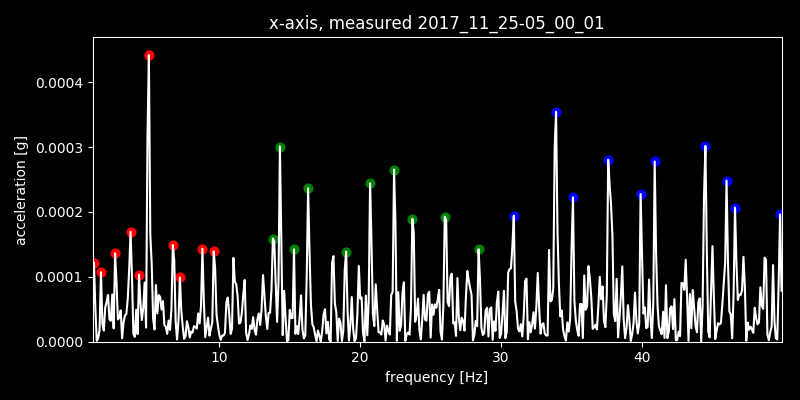 x-axis, measured 2017_11_25-05_00_01
acceleration [g]
0.0004
0.0003
0.0002
0.0001
0.0000
10 20 30 40
frequency [Hz]